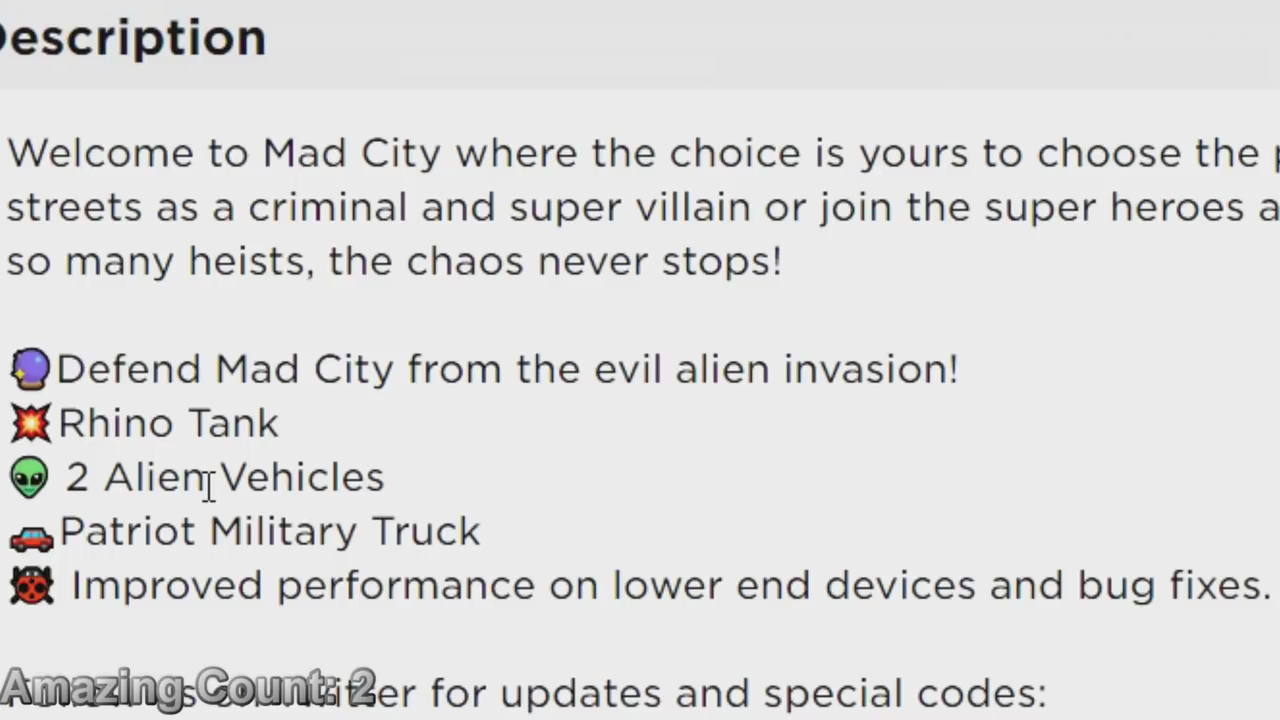 Description
Welcome to Mad City where the choice is yours to choose the
streets as a criminal and super villain or join the super heroes
so many heists, the chaos never stops!
Defend Mad City from the evil alien invasion!
Rhino Tank
2 Alien Vehicles
Patriot Military Truck
Improved performance on lower end devices and bug fixes.
for updates and special codes:
Amazing Count: 2